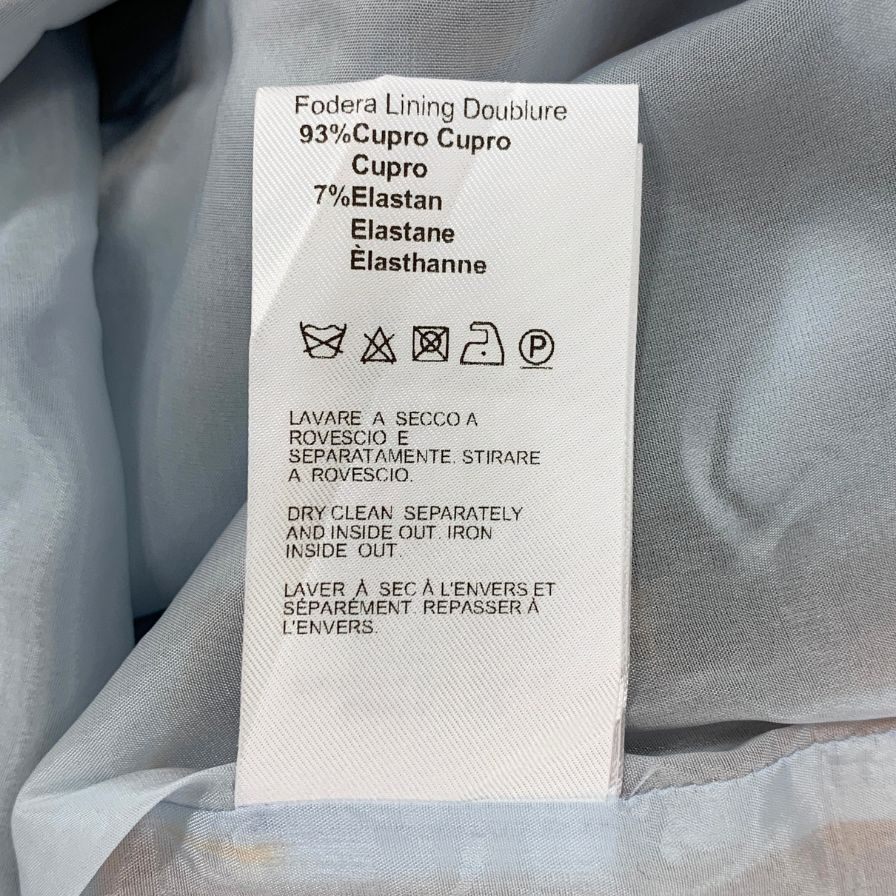 Fodera Lining Doublure
93%Cupro Cupro
Cupro
7%Elastan
Elastane
Èlasthanne
P
LAVARE A SECCO A
ROVESCIO E
SEPARATAMENTE. STIRARE
A ROVESCIO.
DRY CLEAN SEPARATELY
AND INSIDE OUT. IRON
INSIDE OUT.
LAVER À SEC À L'ENVERS ET
SÉPARÉMENT. REPASSER À
L'ENVERS.